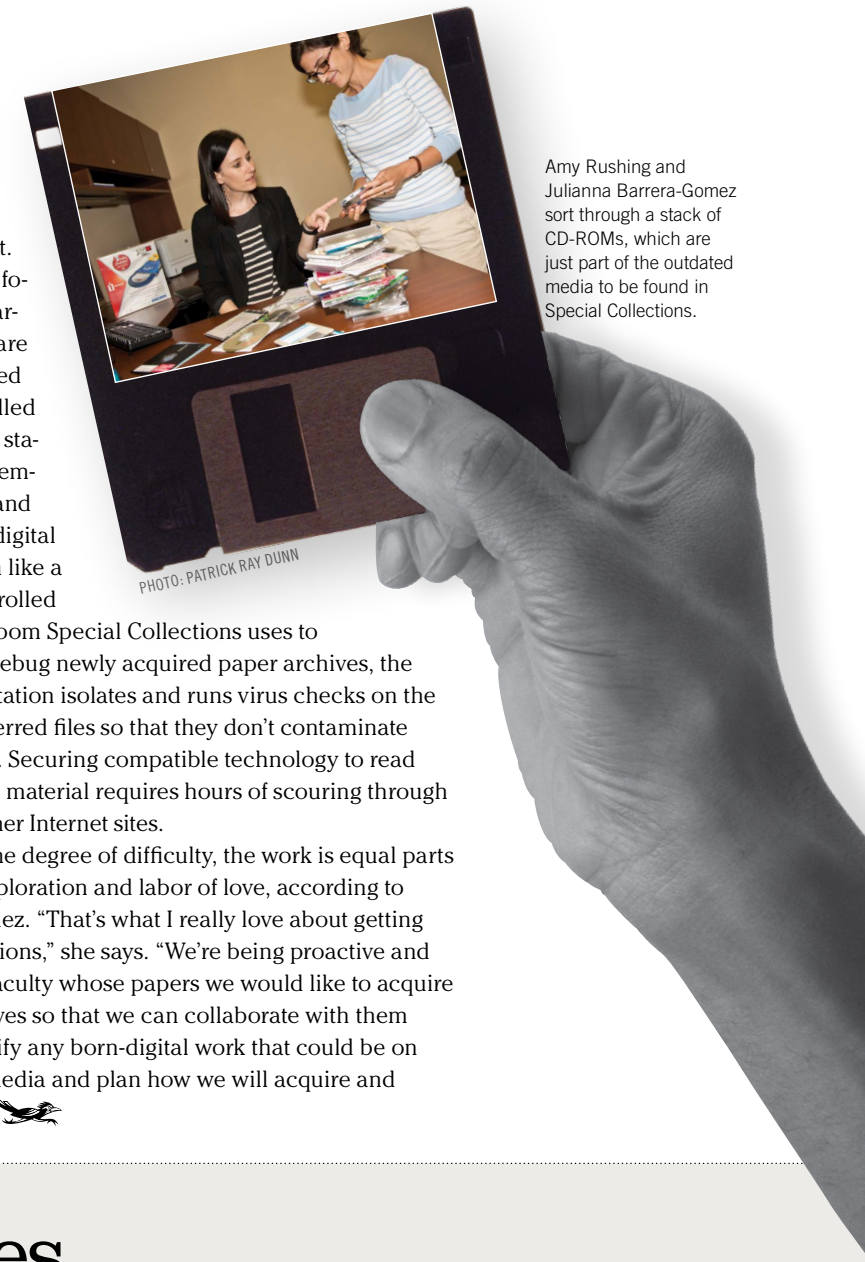 t.
fo-
ar-
are
ed
lled
sta-
em-
and
digital
like a
rolled
oom Special Collections uses to
ebug newly acquired paper archives, the
tation isolates and runs virus checks on the
erred files so that they don’t contaminate
. Securing compatible technology to read
material requires hours of scouring through
her Internet sites.
he degree of difficulty, the work is equal parts
ploration and labor of love, according to
ez. “That’s what I really love about getting
ions,” she says. “We’re being proactive and
aculty whose papers we would like to acquire
ves so that we can collaborate with them
ify any born-digital work that could be on
edia and plan how we will acquire and
PHOTO: PATRICK RAY DUNN
Amy Rushing and
Julianna Barrera-Gomez
sort through a stack of
CD-ROMs, which are
just part of the outdated
media to be found in
Special Collections.
es